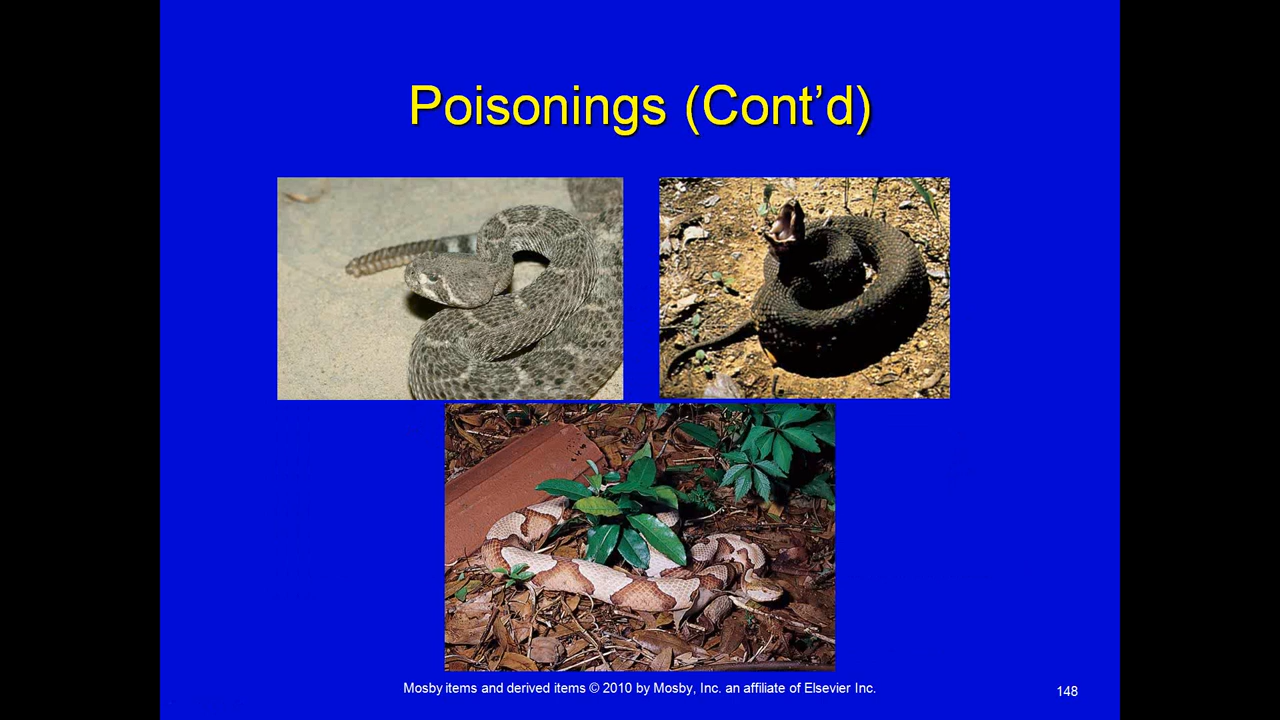 Poisonings (Cont’d)
Mosby items and derived items © 2010 by Mosby, Inc. an affiliate of Elsevier Inc.
148